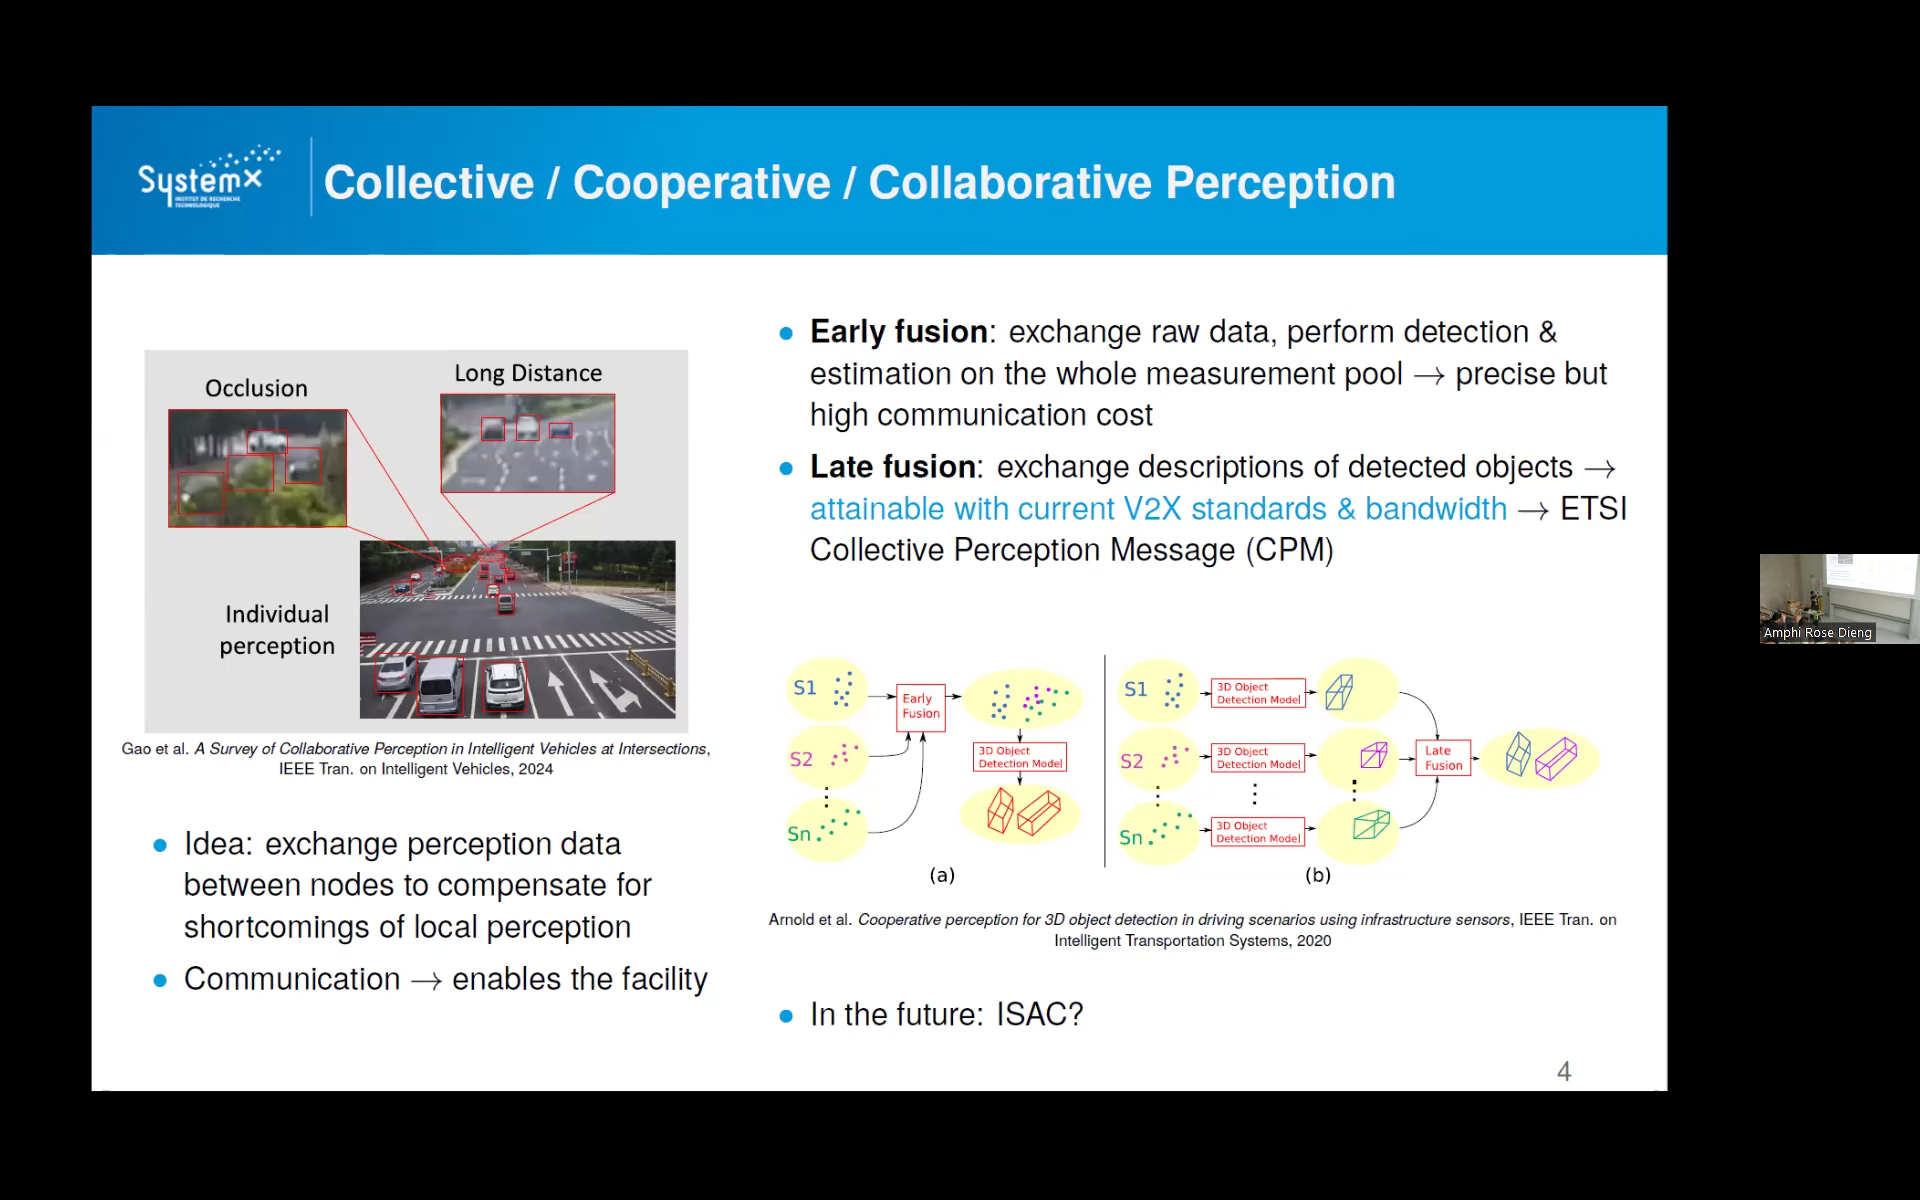 SystemX
INSTITUT DE RECHERCHE
TECHNOLOGIQUE
Collective / Cooperative / Collaborative Perception
Occlusion
Long Distance
Individual
perception
Gao et al. A Survey of Collaborative Perception in Intelligent Vehicles at Intersections,
IEEE Tran. on Intelligent Vehicles, 2024
• Idea: exchange perception data
between nodes to compensate for
shortcomings of local perception
• Communication → enables the facility
• Early fusion: exchange raw data, perform detection &
estimation on the whole measurement pool → precise but
high communication cost
• Late fusion: exchange descriptions of detected objects →
attainable with current V2X standards & bandwidth → ETSI
Collective Perception Message (CPM)
S1
S2
Sn
Early
Fusion
3D Object
Detection Model
(a)
S1
S2
Sn
3D Object
Detection Model
3D Object
Detection Model
3D Object
Detection Model
Late
Fusion
(b)
Arnold et al. Cooperative perception for 3D object detection in driving scenarios using infrastructure sensors, IEEE Tran. on
Intelligent Transportation Systems, 2020
• In the future: ISAC?
4
Amphi Rose Dieng